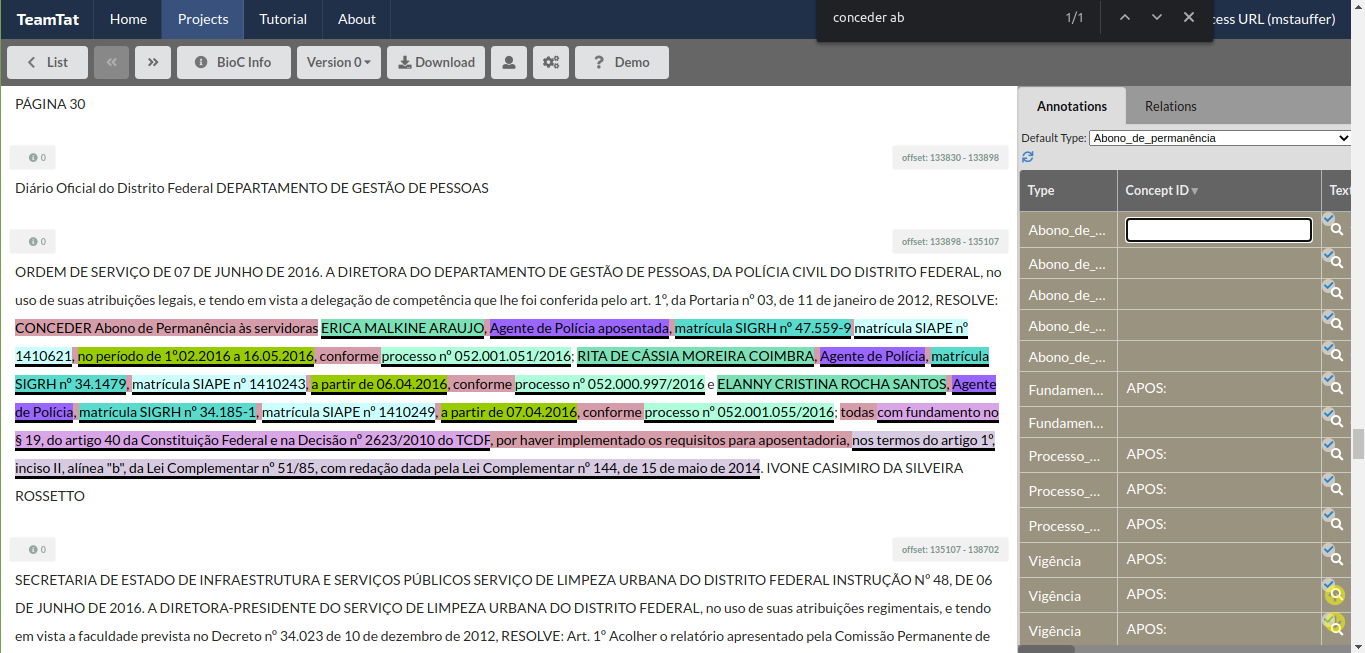 TeamTat Home Projects Tutorial About conceder ab 1/1 cess URL (mstauffer)
List BioC Info Version 0 Download ? Demo
PÁGINA 30
0 offset: 133830 - 133898
Diário Oficial do Distrito Federal DEPARTAMENTO DE GESTÃO DE PESSOAS
0 offset: 133898 - 135107
ORDEM DE SERVIÇO DE 07 DE JUNHO DE 2016. A DIRETORA DO DEPARTAMENTO DE GESTÃO DE PESSOAS, DA POLÍCIA CIVIL DO DISTRITO FEDERAL, no
uso de suas atribuições legais, e tendo em vista a delegação de competência que lhe foi conferida pelo art. 1º, da Portaria nº 03, de 11 de janeiro de 2012, RESOLVE:
CONCEDER Abono de Permanência às servidoras ERICA MALKINE ARAUJO, Agente de Polícia aposentada, matrícula SIGRH nº 47.559-9 matrícula SIAPE nº
1410621, no período de 1º.02.2016 a 16.05.2016, conforme processo nº 052.001.051/2016; RITA DE CÁSSIA MOREIRA COIMBRA, Agente de Polícia, matrícula
SIGRH nº 34.1479, matrícula SIAPE nº 1410243, a partir de 06.04.2016, conforme processo nº 052.000.997/2016 e ELANNY CRISTINA ROCHA SANTOS, Agente
de Polícia, matrícula SIGRH nº 34.185-1, matrícula SIAPE nº 1410249, a partir de 07.04.2016, conforme processo nº 052.001.055/2016; todas com fundamento no
§ 19, do artigo 40 da Constituição Federal e na Decisão nº 2623/2010 do TCDF, por haver implementado os requisitos para aposentadoria, nos termos do artigo 1º,
inciso II, alínea "b", da Lei Complementar nº 51/85, com redação dada pela Lei Complementar nº 144, de 15 de maio de 2014. IVONE CASIMIRO DA SILVEIRA
ROSSETTO
0 offset: 135107 - 138702
SECRETARIA DE ESTADO DE INFRAESTRUTURA E SERVIÇOS PÚBLICOS SERVIÇO DE LIMPEZA URBANA DO DISTRITO FEDERAL INSTRUÇÃO Nº 48, DE 06
DE JUNHO DE 2016. A DIRETORA-PRESIDENTE DO SERVIÇO DE LIMPEZA URBANA DO DISTRITO FEDERAL, no uso de suas atribuições regimentais, e tendo
em vista a faculdade prevista no Decreto nº 34.023 de 10 de dezembro de 2012, RESOLVE: Art. 1º Acolher o relatório apresentado pela Comissão Permanente de
Annotations Relations
Default Type: Abono_de_permanência
Type Concept ID Text
Abono_de_...
Abono_de_...
Abono_de_...
Abono_de_...
Abono_de_...
Fundamen... APOS:
Fundamen...
Processo_... APOS:
Processo_... APOS:
Processo_... APOS:
Vigência APOS:
Vigência APOS:
Vigência APOS: